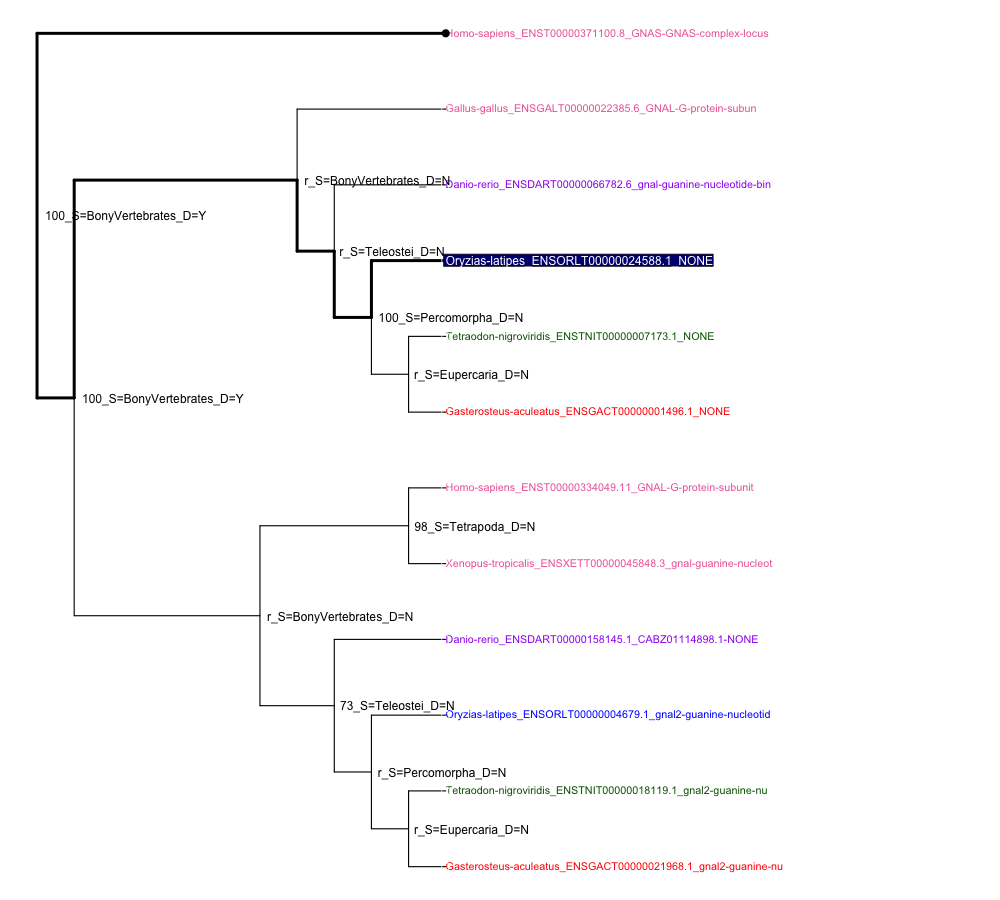 Homo-sapiens_ENST00000371100.8_GNAS-GNAS-complex-locus
Gallus-gallus_ENSGALT00000022385.6_GNAL-G-protein-subun
r_S=BonyVertebrates_D=N
Danio-rerio_ENSDART00000066782.6_gnal-guanine-nucleotide-bin
100_S=BonyVertebrates_D=Y
r_S=Teleostei_D=N
Oryzias-latipes_ENSORLT00000024588.1_NONE
100_S=Percomorpha_D=N
Tetraodon-nigroviridis_ENSTNIT00000007173.1_NONE
r_S=Eupercaria_D=N
100_S=BonyVertebrates_D=Y
Gasterosteus-aculeatus_ENSGACT00000001496.1_NONE
Homo-sapiens_ENST00000334049.11_GNAL-G-protein-subunit
98_S=Tetrapoda_D=N
Xenopus-tropicalis_ENSXETT00000045848.3_gnal-guanine-nucleot
r_S=BonyVertebrates_D=N
Danio-rerio_ENSDART00000158145.1_CABZ01114898.1-NONE
73_S=Teleostei_D=N
Oryzias-latipes_ENSORLT00000004679.1_gnal2-guanine-nucleotid
r_S=Percomorpha_D=N
Tetraodon-nigroviridis_ENSTNIT00000018119.1_gnal2-guanine-nu
r_S=Eupercaria_D=N
Gasterosteus-aculeatus_ENSGACT00000021968.1_gnal2-guanine-nu